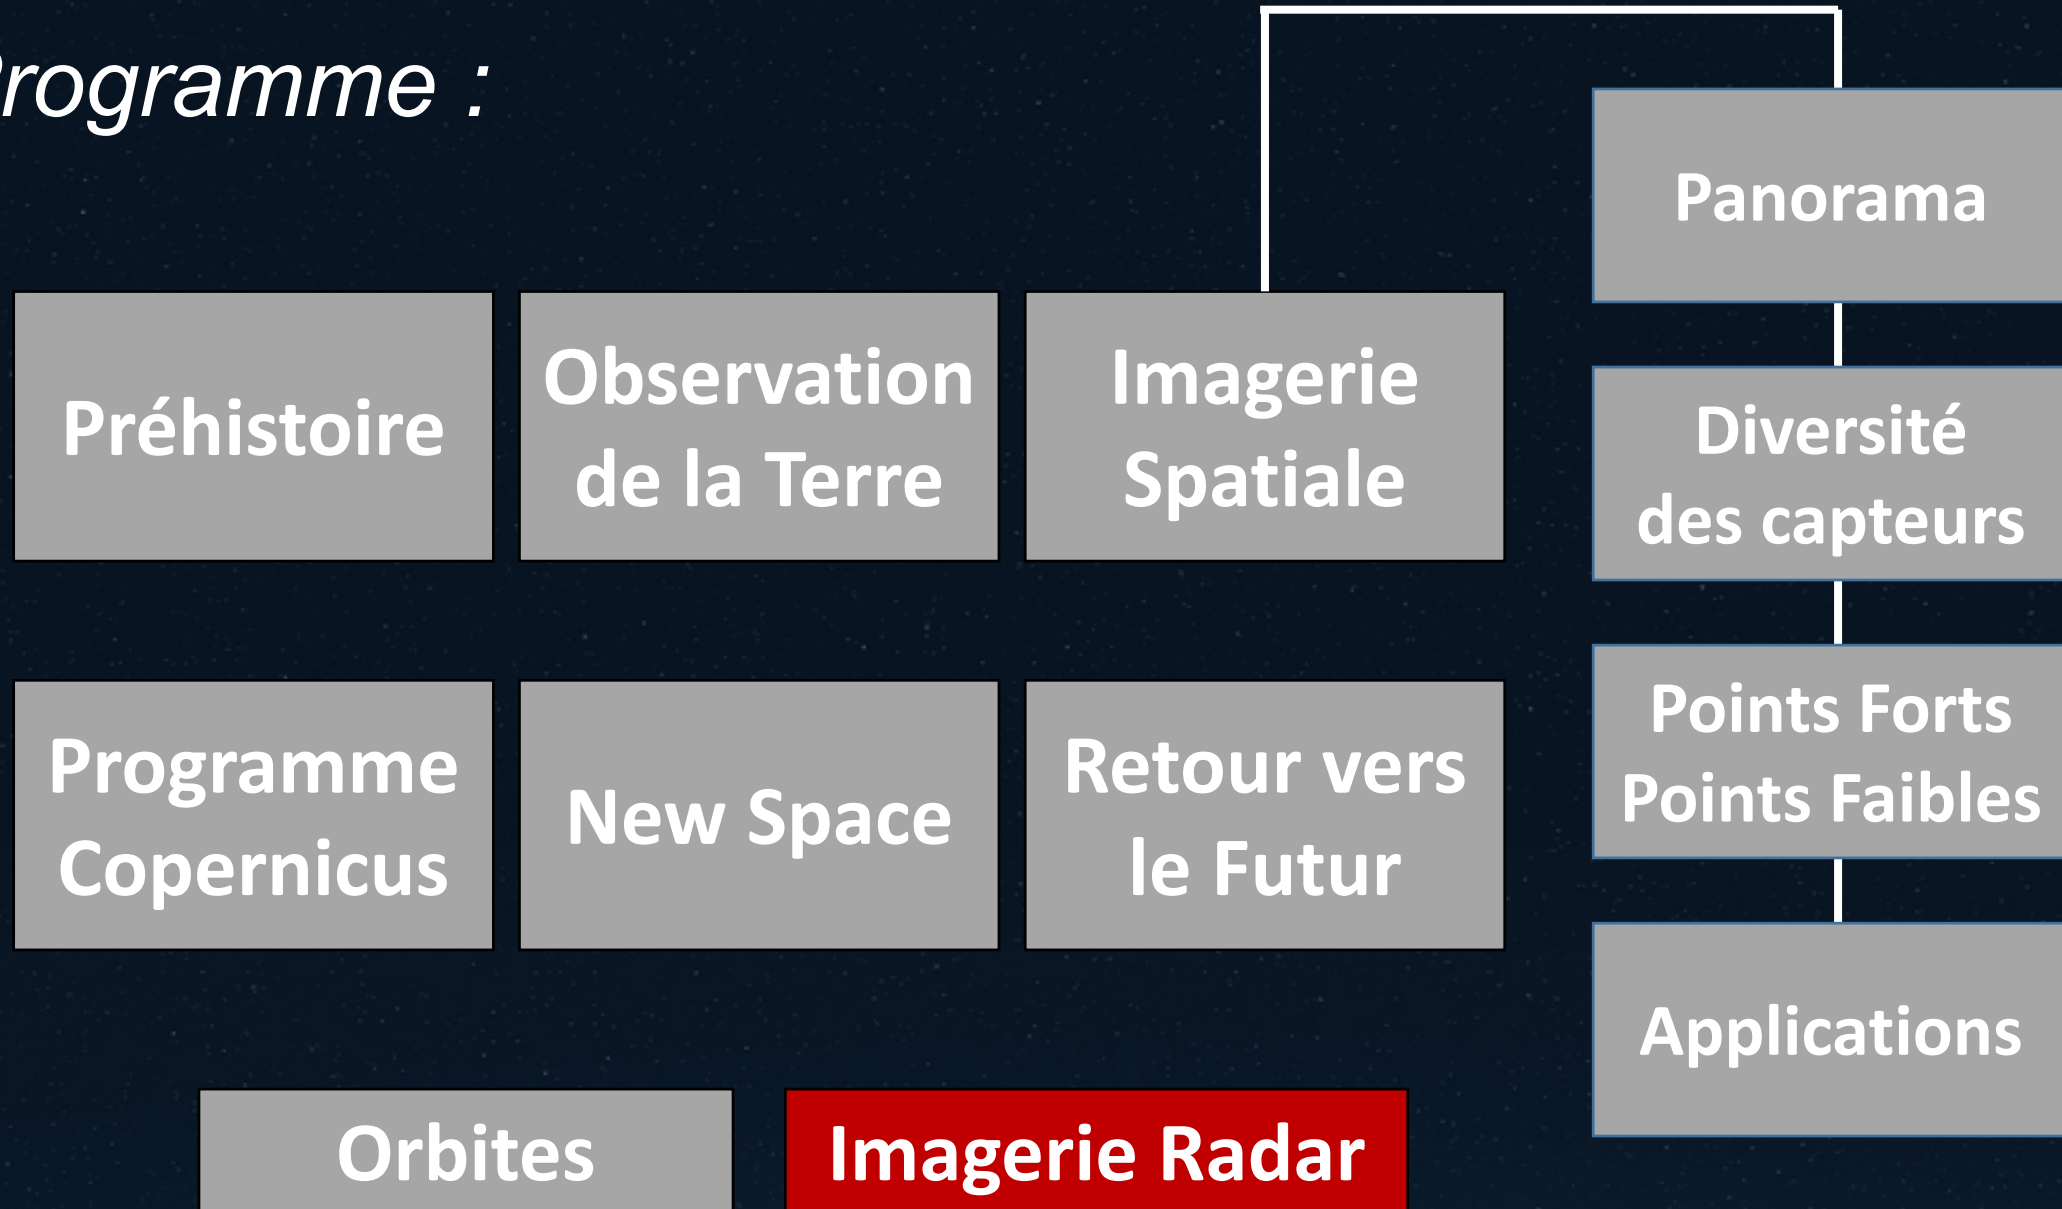 Programme :
Préhistoire
Observation
de la Terre
Imagerie
Spatiale
Programme
Copernicus
New Space
Retour vers
le Futur
Orbites
Imagerie Radar
Panorama
Diversité
des capteurs
Points Forts
Points Faibles
Applications